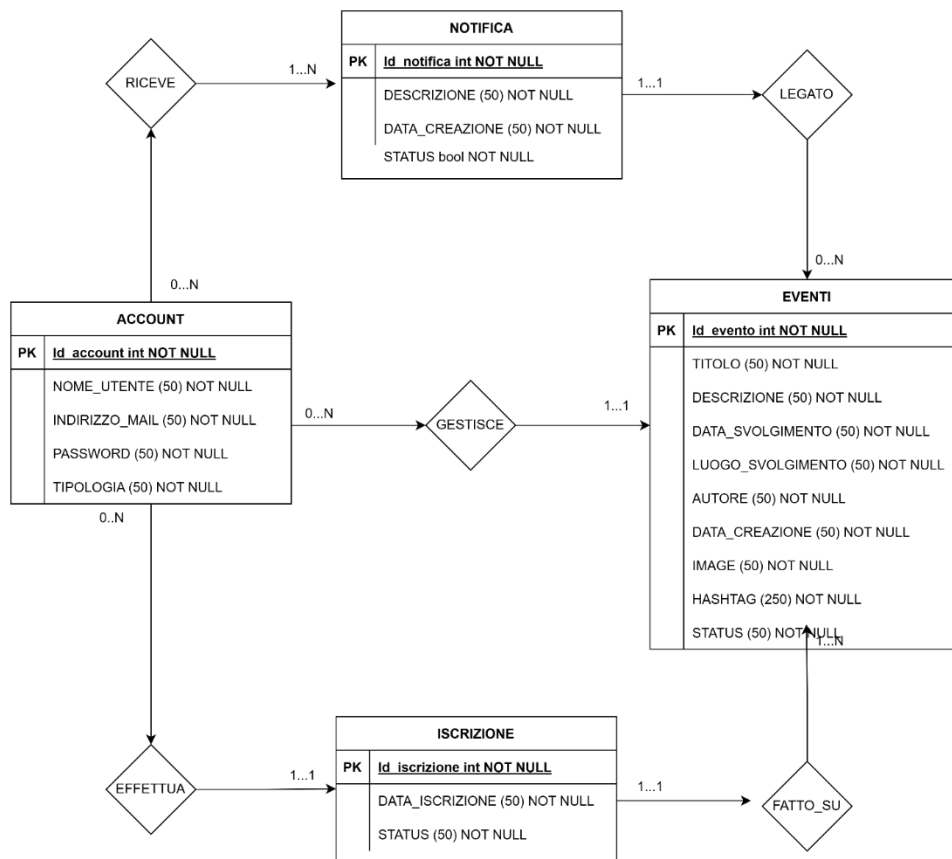 NOTIFICA
PK Id_notifica int NOT NULL
DESCRIZIONE (50) NOT NULL
DATA_CREAZIONE (50) NOT NULL
STATUS bool NOT NULL
RICEVE
1...N
1...1
LEGATO
0...N
0...N
ACCOUNT
PK Id_account int NOT NULL
NOME_UTENTE (50) NOT NULL
INDIRIZZO_MAIL (50) NOT NULL
PASSWORD (50) NOT NULL
TIPOLOGIA (50) NOT NULL
0...N
GESTISCE
1...1
EVENTI
PK Id_evento int NOT NULL
TITOLO (50) NOT NULL
DESCRIZIONE (50) NOT NULL
DATA_SVOLGIMENTO (50) NOT NULL
LUOGO_SVOLGIMENTO (50) NOT NULL
AUTORE (50) NOT NULL
DATA_CREAZIONE (50) NOT NULL
IMAGE (50) NOT NULL
HASHTAG (250) NOT NULL
STATUS (50) NOT NULL
1...N
0..N
EFFETTUA
1...1
ISCRIZIONE
PK Id_iscrizione int NOT NULL
DATA_ISCRIZIONE (50) NOT NULL
STATUS (50) NOT NULL
1...1
FATTO_SU